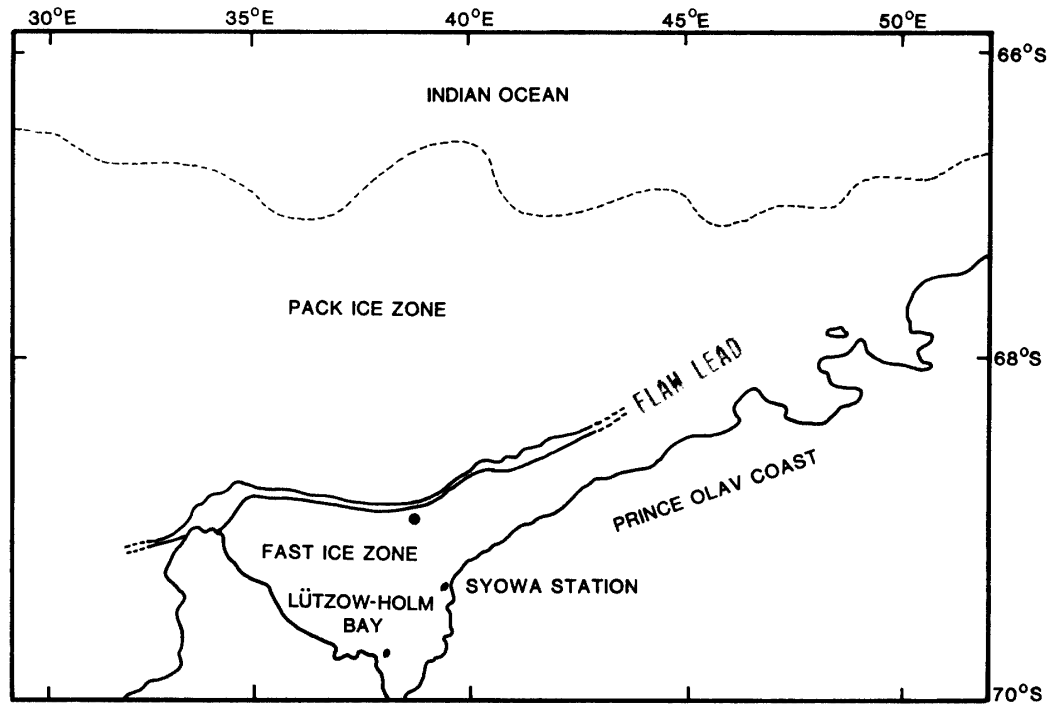 30°E 35°E 40°E 45°E 50°E
66°S
INDIAN OCEAN
PACK ICE ZONE
68°S
FLAW LEAD
PRINCE OLAV COAST
FAST ICE ZONE
SYOWA STATION
LÜTZOW-HOLM
BAY
70°S